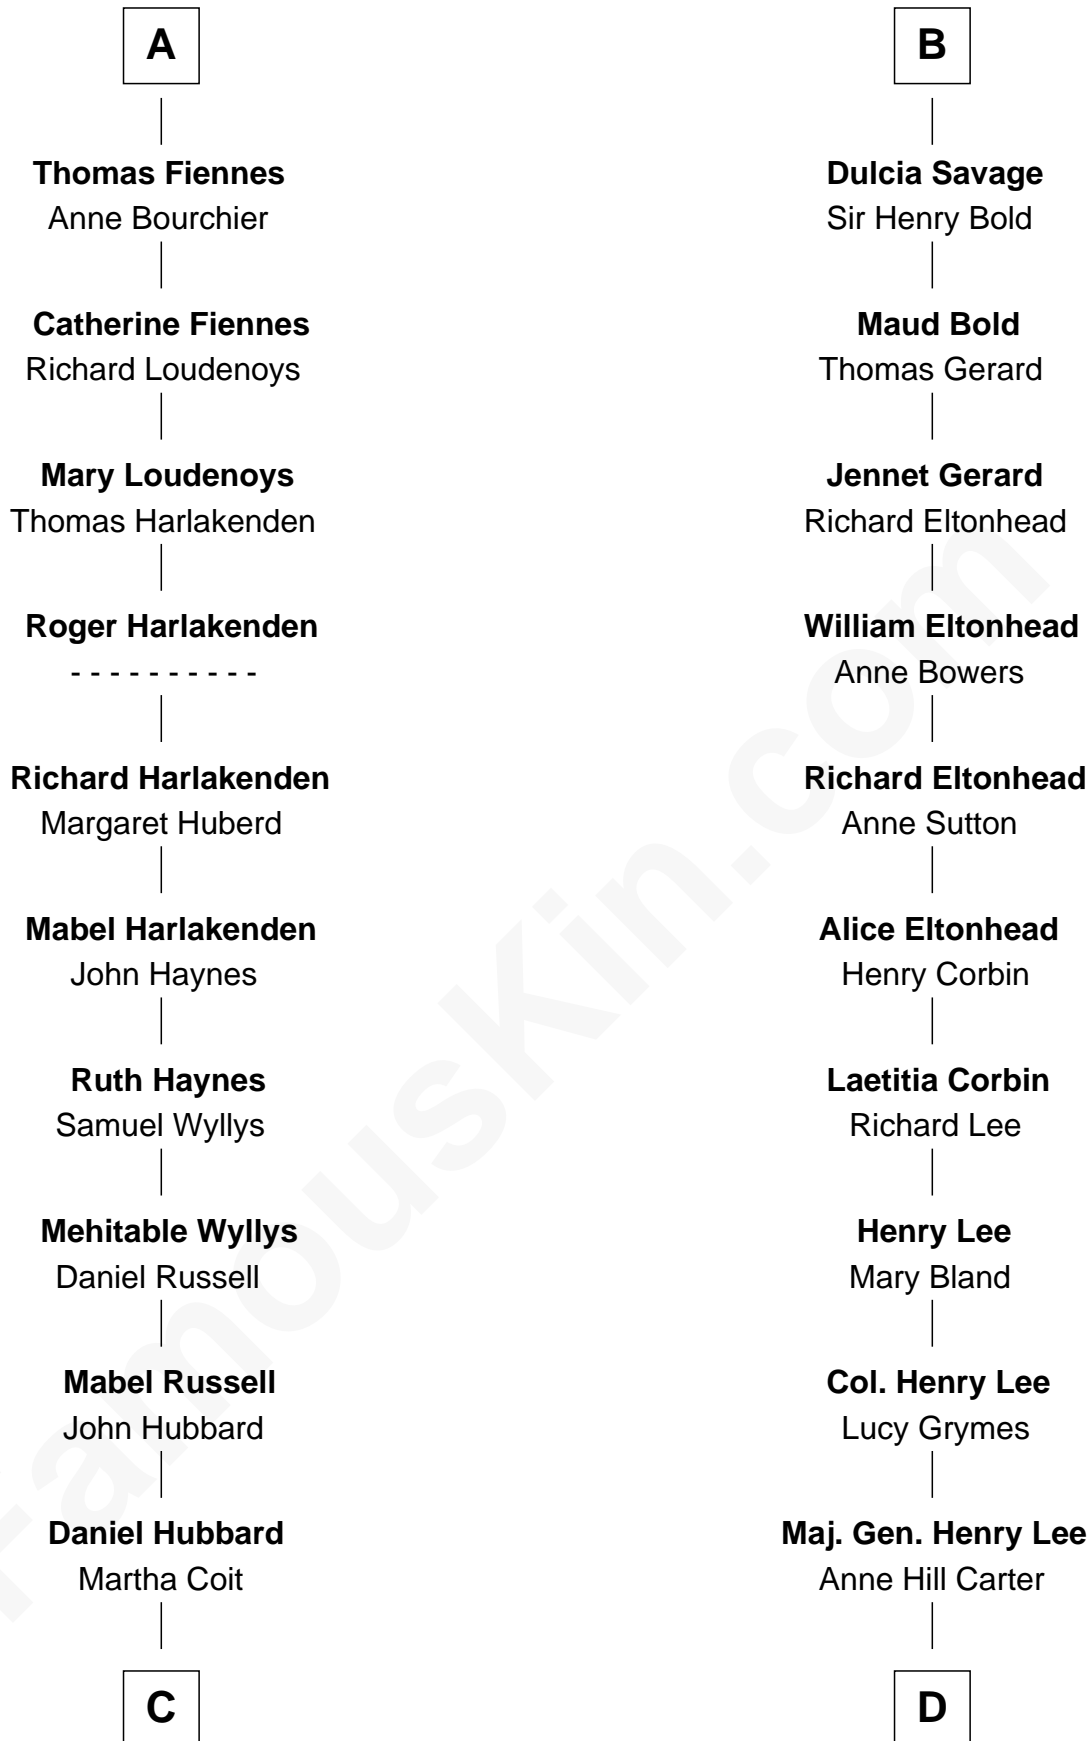 A
Thomas Fiennes
Anne Bourchier
Catherine Fiennes
Richard Loudenoys
Mary Loudenoys
Thomas Harlakenden
Roger Harlakenden
- - - - - - - - - -
Richard Harlakenden
Margaret Huberd
Mabel Harlakenden
John Haynes
Ruth Haynes
Samuel Wyllys
Mehitable Wyllys
Daniel Russell
Mabel Russell
John Hubbard
Daniel Hubbard
Martha Coit
C
B
Dulcia Savage
Sir Henry Bold
Maud Bold
Thomas Gerard
Jennet Gerard
Richard Eltonhead
William Eltonhead
Anne Bowers
Richard Eltonhead
Anne Sutton
Alice Eltonhead
Henry Corbin
Laetitia Corbin
Richard Lee
Henry Lee
Mary Bland
Col. Henry Lee
Lucy Grymes
Maj. Gen. Henry Lee
Anne Hill Carter
D
FamousKin.com